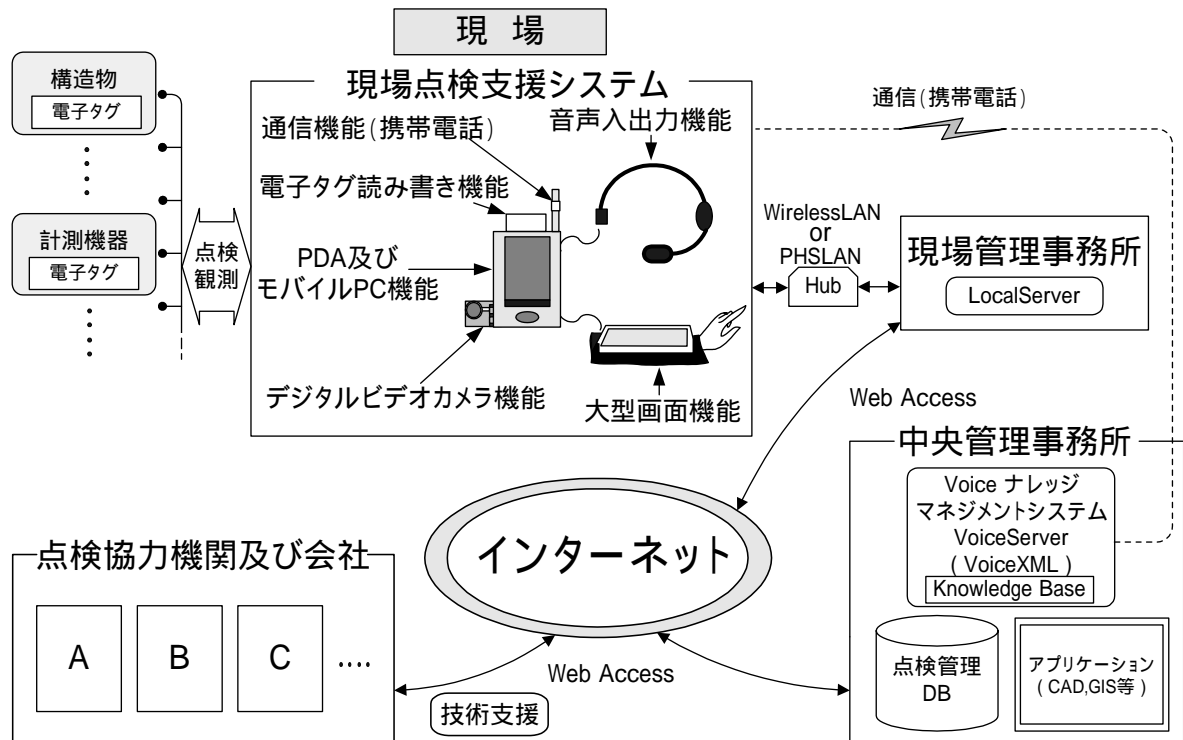 現 場
構造物
電子タグ
計測機器
電子タグ
点検
観測
現場点検支援システム
通信機能(携帯電話)
音声入出力機能
電子タグ読み書き機能
PDA及び
モバイルPC機能
デジタルビデオカメラ機能
大型画面機能
通信(携帯電話)
WirelessLAN
or
PHSLAN
Hub
現場管理事務所
LocalServer
Web Access
中央管理事務所
Voice ナレッジ
マネジメントシステム
VoiceServer
( VoiceXML )
Knowledge Base
点検管理
DB
アプリケーション
( CAD,GIS等 )
インターネット
点検協力機関及び会社
A
B
C
....
Web Access
技術支援